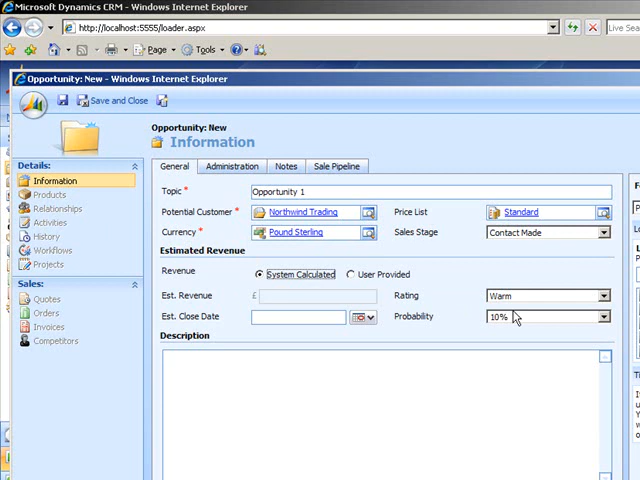 Microsoft Dynamics CRM - Windows Internet Explorer
http://localhost:5555/loader.aspx
Live Sear
Page
Tools
Opportunity: New - Windows Internet Explorer
Save and Close
Opportunity: New
Information
Details:
Information
Products
Relationships
Activities
History
Workflows
Projects
Sales:
Quotes
Orders
Invoices
Competitors
General
Administration
Notes
Sale Pipeline
Topic *
Opportunity 1
Potential Customer *
Northwind Trading
Price List
Standard
Currency *
Pound Sterling
Sales Stage
Contact Made
Estimated Revenue
Revenue
System Calculated
User Provided
Est. Revenue
£
Rating
Warm
Est. Close Date
Probability
10%
Description